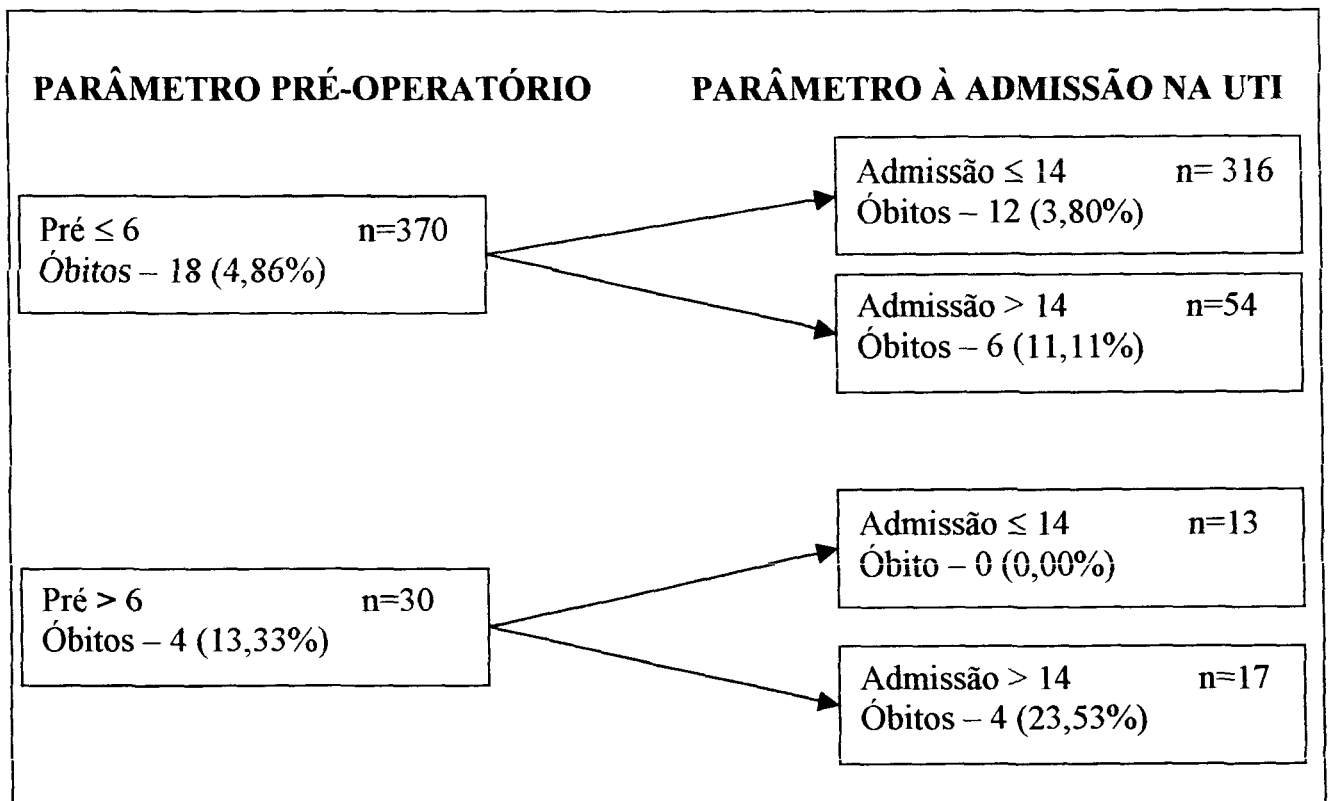 PARÂMETRO PRÉ-OPERATÓRIO
PARÂMETRO À ADMISSÃO NA UTI
Pré ≤ 6 n=370
Óbitos – 18 (4,86%)
Admissão ≤ 14 n= 316
Óbitos – 12 (3,80%)
Admissão > 14 n=54
Óbitos – 6 (11,11%)
Pré > 6 n=30
Óbitos – 4 (13,33%)
Admissão ≤ 14 n=13
Óbito – 0 (0,00%)
Admissão > 14 n=17
Óbitos – 4 (23,53%)